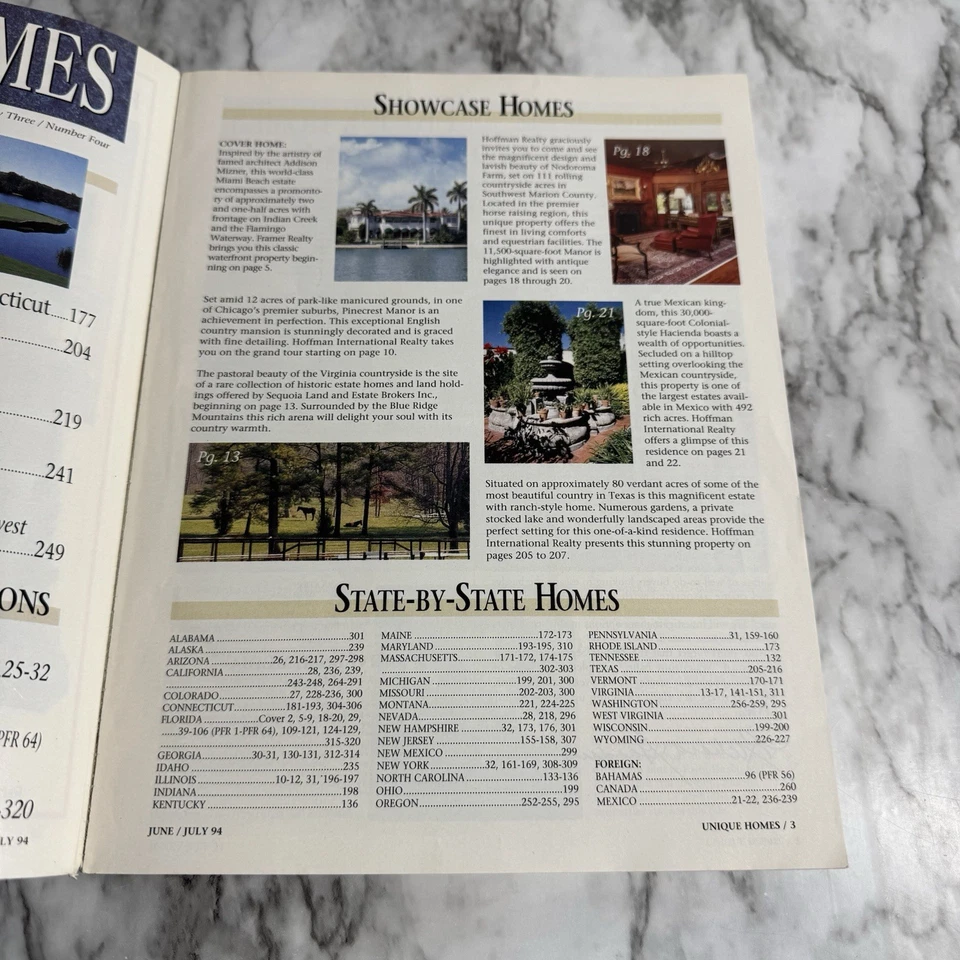 MES
Three / Number Four
cticut.....177
204
219
241
vest
249
ONS
25-32
PFR 64)
320
LY 94
SHOWCASE HOMES
COVER HOME:
Inspired by the artistry of
famed architect Addison
Mizner, this world-class
Miami Beach estate
encompasses a promonto-
ry of approximately two
and one-half acres with
frontage on Indian Creek
and the Flamingo
Waterway. Framer Realty
brings you this classic
waterfront property begin-
ning on page 5.
Set amid 12 acres of park-like manicured grounds, in one
of Chicago's premier suburbs, Pinecrest Manor is an
achievement in perfection. This exceptional English
country mansion is stunningly decorated and is graced
with fine detailing. Hoffman International Realty takes
you on the grand tour starting on page 10.
The pastoral beauty of the Virginia countryside is the site
of a rare collection of historic estate homes and land hold-
ings offered by Sequoia Land and Estate Brokers Inc.,
beginning on page 13. Surrounded by the Blue Ridge
Mountains this rich arena will delight your soul with its
country warmth.
Pg. 13
Hoffman Realty graciously
invites you to come and see
the magnificent design and
lavish beauty of Nodoroma
Farm, set on 111 rolling
countryside acres in
Southwest Marion County.
Located in the premier
horse raising region, this
unique property offers the
finest in living comforts
and equestrian facilities. The
11,500-square-foot Manor is
highlighted with antique
elegance and is seen on
pages 18 through 20.
Pg, 18
Pg. 21
A true Mexican king-
dom, this 30,000-
square-foot Colonial-
style Hacienda boasts a
wealth of opportunities.
Secluded on a hilltop
setting overlooking the
Mexican countryside,
this property is one of
the largest estates avail-
able in Mexico with 492
rich acres. Hoffman
International Realty
offers a glimpse of this
residence on pages 21
and 22.
Situated on approximately 80 verdant acres of some of the
most beautiful country in Texas is this magnificent estate
with ranch-style home. Numerous gardens, a private
stocked lake and wonderfully landscaped areas provide the
perfect setting for this one-of-a-kind residence. Hoffman
International Realty presents this stunning property on
pages 205 to 207.
STATE-BY-STATE HOMES
ALABAMA ....................301
ALASKA ....................239
ARIZONA ....................26, 216-217, 297-298
CALIFORNIA ....................28, 236, 239,
....................243-248, 264-291
COLORADO ....................27, 228-236, 300
CONNECTICUT ....................181-193, 304-306
FLORIDA ....................Cover 2, 5-9, 18-20, 29,
.....39-106 (PFR 1-PFR 64), 109-121, 124-129,
....................315-320
GEORGIA ....................30-31, 130-131, 312-314
IDAHO ....................235
ILLINOIS ....................10-12, 31, 196-197
INDIANA ....................198
KENTUCKY ....................136
MAINE ....................172-173
MARYLAND ....................193-195, 310
MASSACHUSETTS ....................171-172, 174-175
....................302-303
MICHIGAN ....................199, 201, 300
MISSOURI ....................202-203, 300
MONTANA ....................221, 224-225
NEVADA ....................28, 218, 296
NEW HAMPSHIRE ....................32, 173, 176, 301
NEW JERSEY ....................155-158, 307
NEW MEXICO ....................299
NEW YORK ....................32, 161-169, 308-309
NORTH CAROLINA ....................133-136
OHIO ....................199
OREGON ....................252-255, 295
PENNSYLVANIA ....................31, 159-160
RHODE ISLAND ....................173
TENNESSEE ....................132
TEXAS ....................205-216
VERMONT ....................170-171
VIRGINIA ....................13-17, 141-151, 311
WASHINGTON ....................256-259, 295
WEST VIRGINIA ....................301
WISCONSIN ....................199-200
WYOMING ....................226-227
FOREIGN:
BAHAMAS ....................96 (PFR 56)
CANADA ....................260
MEXICO ....................21-22, 236-239
JUNE / JULY 94
UNIQUE HOMES / 3